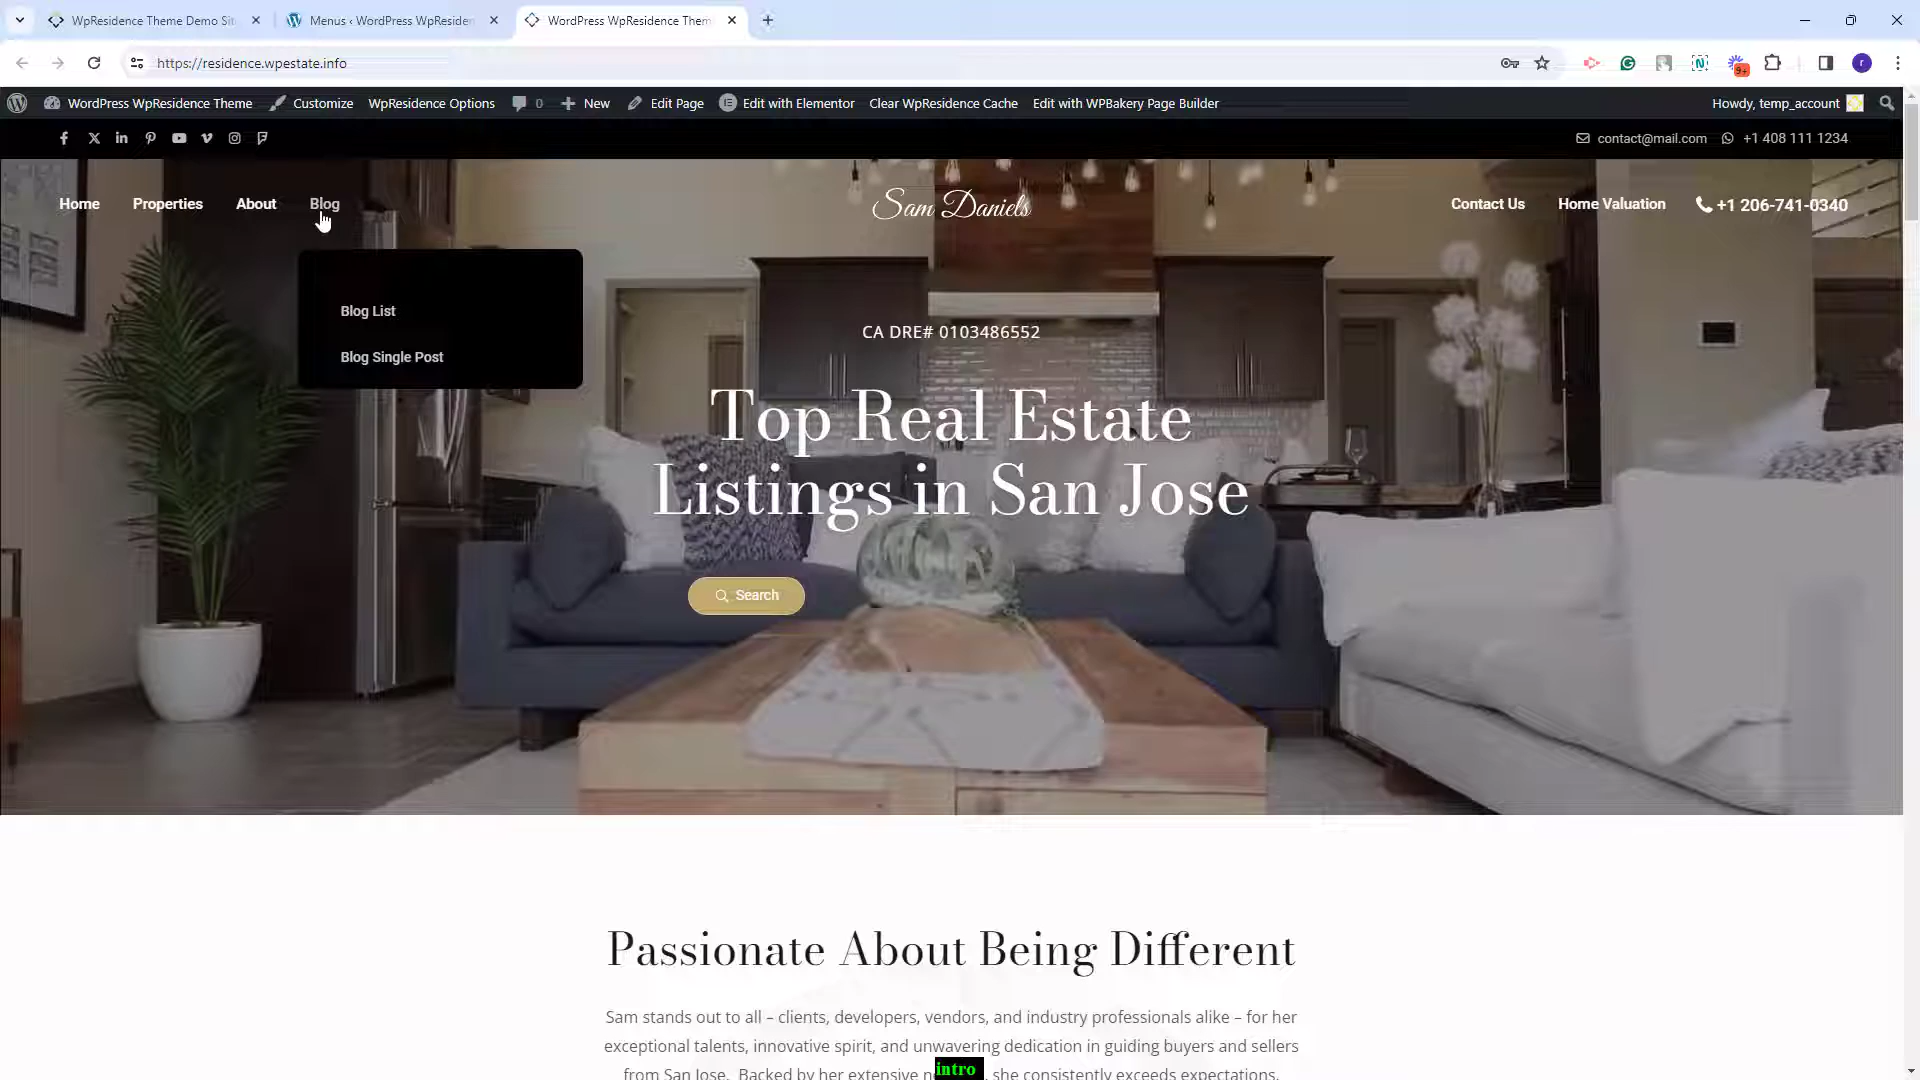 WpResidence Theme Demo Sit
Menus ‹ WordPress WpResiden
WordPress WpResidence Them
https://residence.wpestate.info
9+
r
WordPress WpResidence Theme
Customize
WpResidence Options
0
New
Edit Page
Edit with Elementor
Clear WpResidence Cache
Edit with WPBakery Page Builder
Howdy, temp_account
contact@mail.com
+1 408 111 1234
Home
Properties
About
Blog
Sam Daniels
Contact Us
Home Valuation
+1 206-741-0340
Blog List
Blog Single Post
CA DRE# 0103486552
Top Real Estate
Listings in San Jose
Search
Passionate About Being Different
Sam stands out to all – clients, developers, vendors, and industry professionals alike – for her
exceptional talents, innovative spirit, and unwavering dedication in guiding buyers and sellers
from San Jose. Backed by her extensive n
intro
, she consistently exceeds expectations.